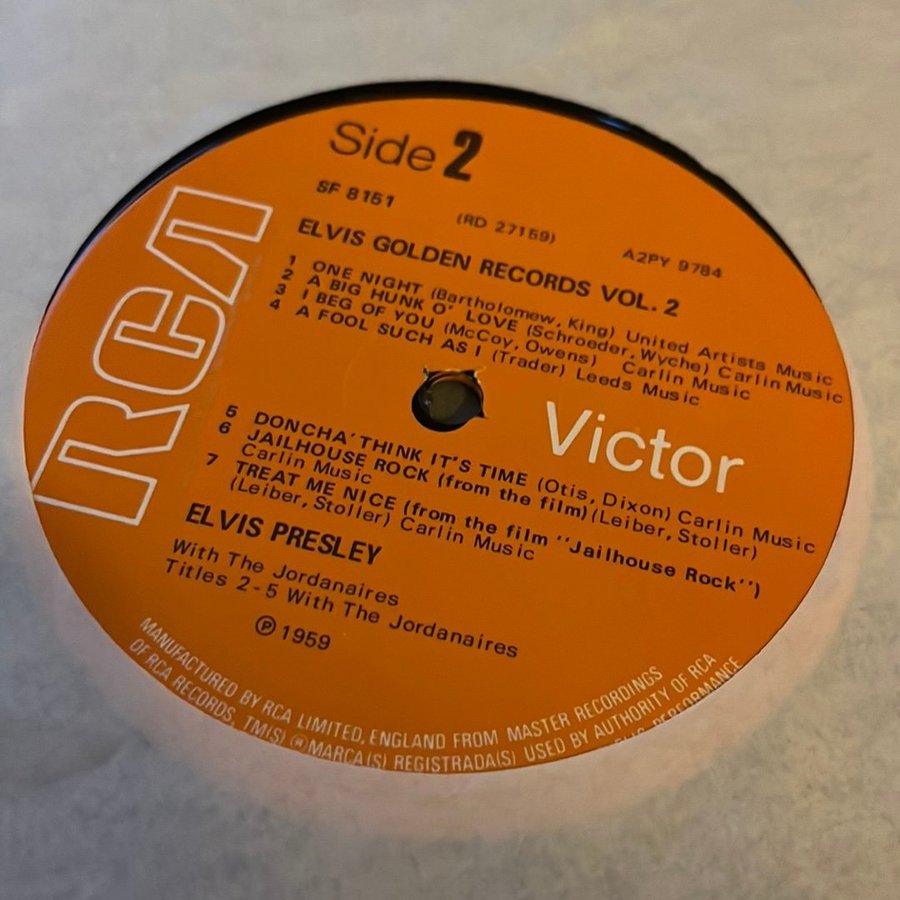 Side 2
SF 8151
(RD 27159)
A2PY 9784
RCA
ELVIS GOLDEN RECORDS VOL. 2
1 ONE NIGHT (Bartholomew, King) United Artists Music
2 A BIG HUNK O' LOVE (Schroeder, Wyche) Carlin Music
3 I BEG OF YOU (McCoy, Owens) Carlin Music
4 A FOOL SUCH AS I (Trader) Leeds Music
Victor
5 DONCHA' THINK IT'S TIME (Otis, Dixon) Carlin Music
6 JAILHOUSE ROCK (from the film) (Leiber, Stoller)
Carlin Music
7 TREAT ME NICE (from the film "Jailhouse Rock")
(Leiber, Stoller) Carlin Music
ELVIS PRESLEY
With The Jordanaires
Titles 2-5 With The Jordanaires
℗ 1959
MANUFACTURED BY RCA LIMITED, ENGLAND FROM MASTER RECORDINGS
OF RCA RECORDS, TM(S) ® MARCA(S) REGISTRADA(S) USED BY AUTHORITY OF RCA
PERFORMANCE